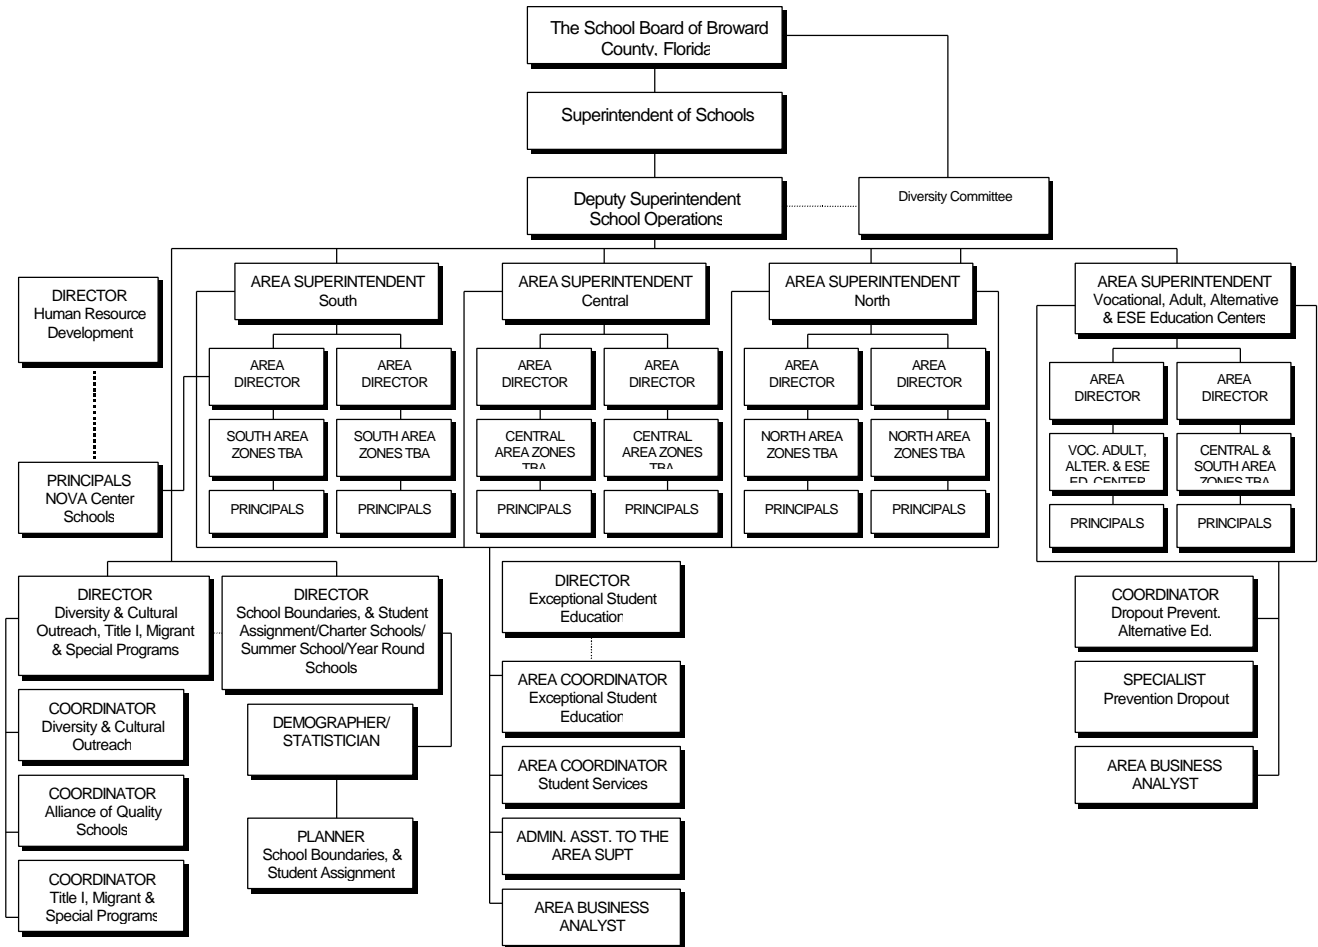 The School Board of Broward
County, Florida
Superintendent of Schools
Deputy Superintendent
School Operations
Diversity Committee
DIRECTOR
Human Resource
Development
AREA SUPERINTENDENT
South
AREA SUPERINTENDENT
Central
AREA SUPERINTENDENT
North
AREA SUPERINTENDENT
Vocational, Adult, Alternative
& ESE Education Centers
AREA
DIRECTOR
AREA
DIRECTOR
AREA
DIRECTOR
AREA
DIRECTOR
AREA
DIRECTOR
AREA
DIRECTOR
AREA
DIRECTOR
AREA
DIRECTOR
SOUTH AREA
ZONES TBA
SOUTH AREA
ZONES TBA
CENTRAL
AREA ZONES
TBA
CENTRAL
AREA ZONES
TBA
NORTH AREA
ZONES TBA
NORTH AREA
ZONES TBA
VOC. ADULT,
ALTER. & ESE
ED. CENTER
CENTRAL &
SOUTH AREA
ZONES TBA
PRINCIPALS
NOVA Center
Schools
PRINCIPALS
PRINCIPALS
PRINCIPALS
PRINCIPALS
PRINCIPALS
PRINCIPALS
PRINCIPALS
PRINCIPALS
DIRECTOR
Diversity & Cultural
Outreach, Title I, Migrant
& Special Programs
DIRECTOR
School Boundaries, & Student
Assignment/Charter Schools/
Summer School/Year Round
Schools
DIRECTOR
Exceptional Student
Education
COORDINATOR
Dropout Prevent.
Alternative Ed.
COORDINATOR
Diversity & Cultural
Outreach
DEMOGRAPHER/
STATISTICIAN
AREA COORDINATOR
Exceptional Student
Education
SPECIALIST
Prevention Dropout
COORDINATOR
Alliance of Quality
Schools
AREA COORDINATOR
Student Services
AREA BUSINESS
ANALYST
PLANNER
School Boundaries, &
Student Assignment
ADMIN. ASST. TO THE
AREA SUPT
COORDINATOR
Title I, Migrant &
Special Programs
AREA BUSINESS
ANALYST